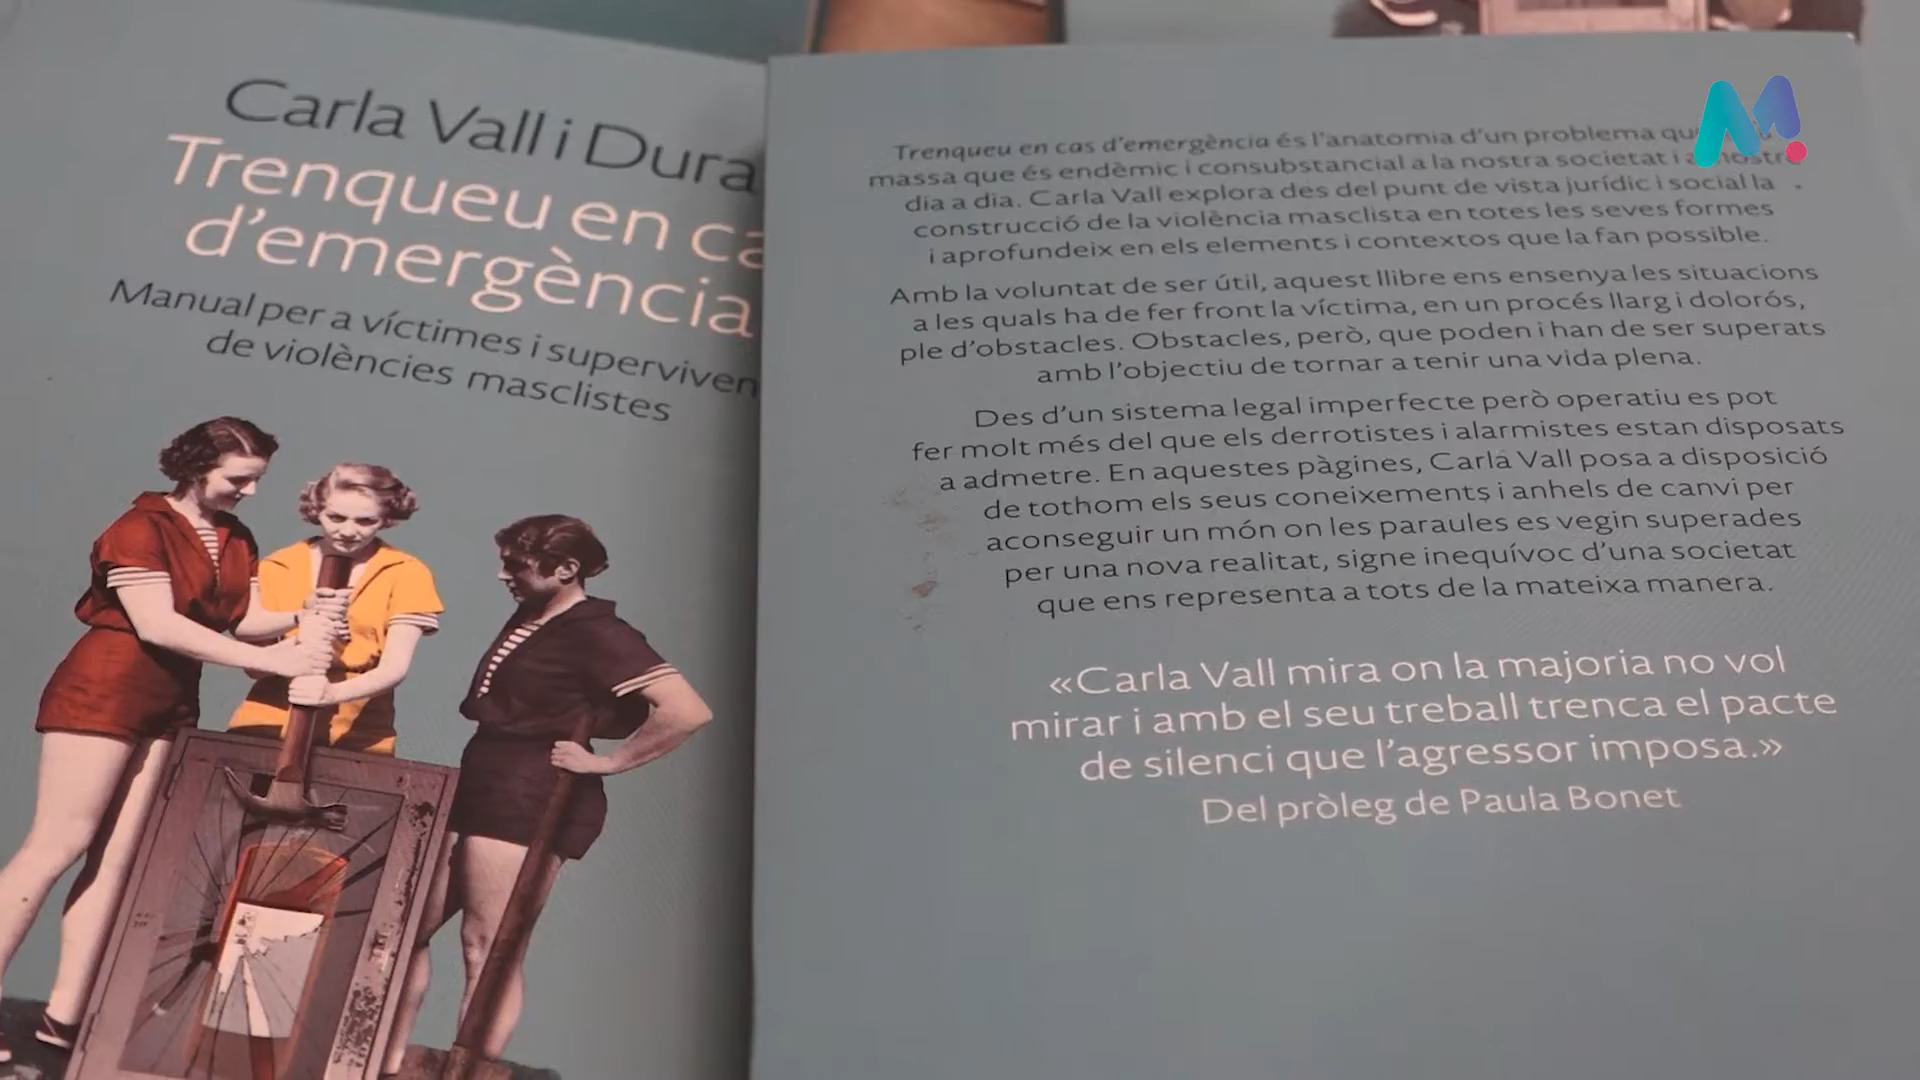 Carla Vall i Dura
Trenqueu en ca
d'emergència
Manual per a víctimes i superviven
de violències masclistes
Trenqueu en cas d'emergència és l'anatomia d'un problema
massa que és endèmic i consubstancial a la nostra societat i
dia a dia. Carla Vall explora des del punt de vista jurídic i social la
construcció de la violència masclista en totes les seves formes
i aprofundeix en els elements i contextos que la fan possible.
Amb la voluntat de ser útil, aquest llibre ens ensenya les situacions
a les quals ha de fer front la víctima, en un procés llarg i dolorós,
ple d'obstacles. Obstacles, però, que poden i han de ser superats
amb l'objectiu de tornar a tenir una vida plena.
Des d'un sistema legal imperfecte però operatiu es pot
fer molt més del que els derrotistes i alarmistes estan disposats
a admetre. En aquestes pàgines, Carla Vall posa a disposició
de tothom els seus coneixements i anhels de canvi per
aconseguir un món on les paraules es vegin superades
per una nova realitat, signe inequívoc d'una societat
que ens representa a tots de la mateixa manera.
«Carla Vall mira on la majoria no vol
mirar i amb el seu treball trenca el pacte
de silenci que l'agressor imposa.»
Del pròleg de Paula Bonet